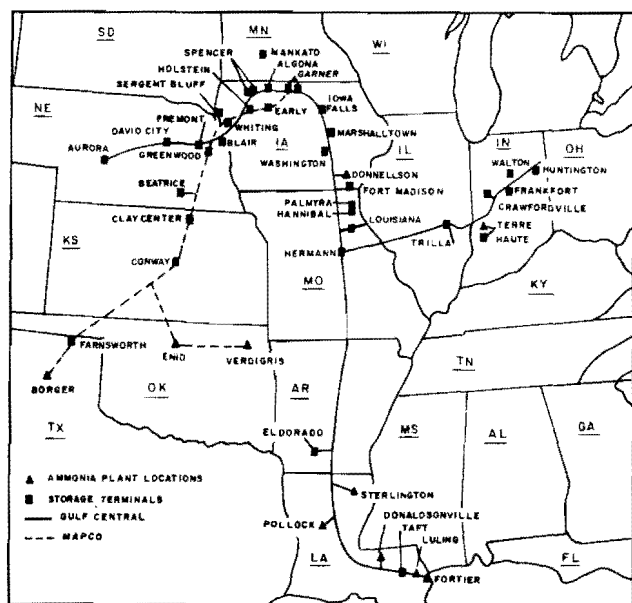 SD
MN
WI
SPENCER
MANKATO
ALGONA
GARNER
HOLSTEIN
SERGENT BLUFF
NE
FREMONT
DAVID CITY
AURORA
GREENWOOD
WHITING
BLAIR
EARLY
IOWA
FALLS
IA
MARSHALLTOWN
WASHINGTON
IL
IN
OH
WALTON
HUNTINGTON
DONNELLSON
FORT MADISON
FRANKFORT
CRAWFORDSVILLE
BEATRICE
PALMYRA
HANNIBAL
LOUISIANA
TERRE
HAUTE
CLAY CENTER
KS
CONWAY
HERMANN
TRILLA
MO
KY
FARNSWORTH
ENID
VERDIGRIS
BORGER
OK
AR
TN
TX
ELDORADO
MS
AL
GA
▲ AMMONIA PLANT LOCATIONS
■ STORAGE TERMINALS
— GULF CENTRAL
--- MAPCO
STERLINGTON
POLLOCK
DONALDSONVILLE
TAFT
LULING
LA
FORTIER
FL